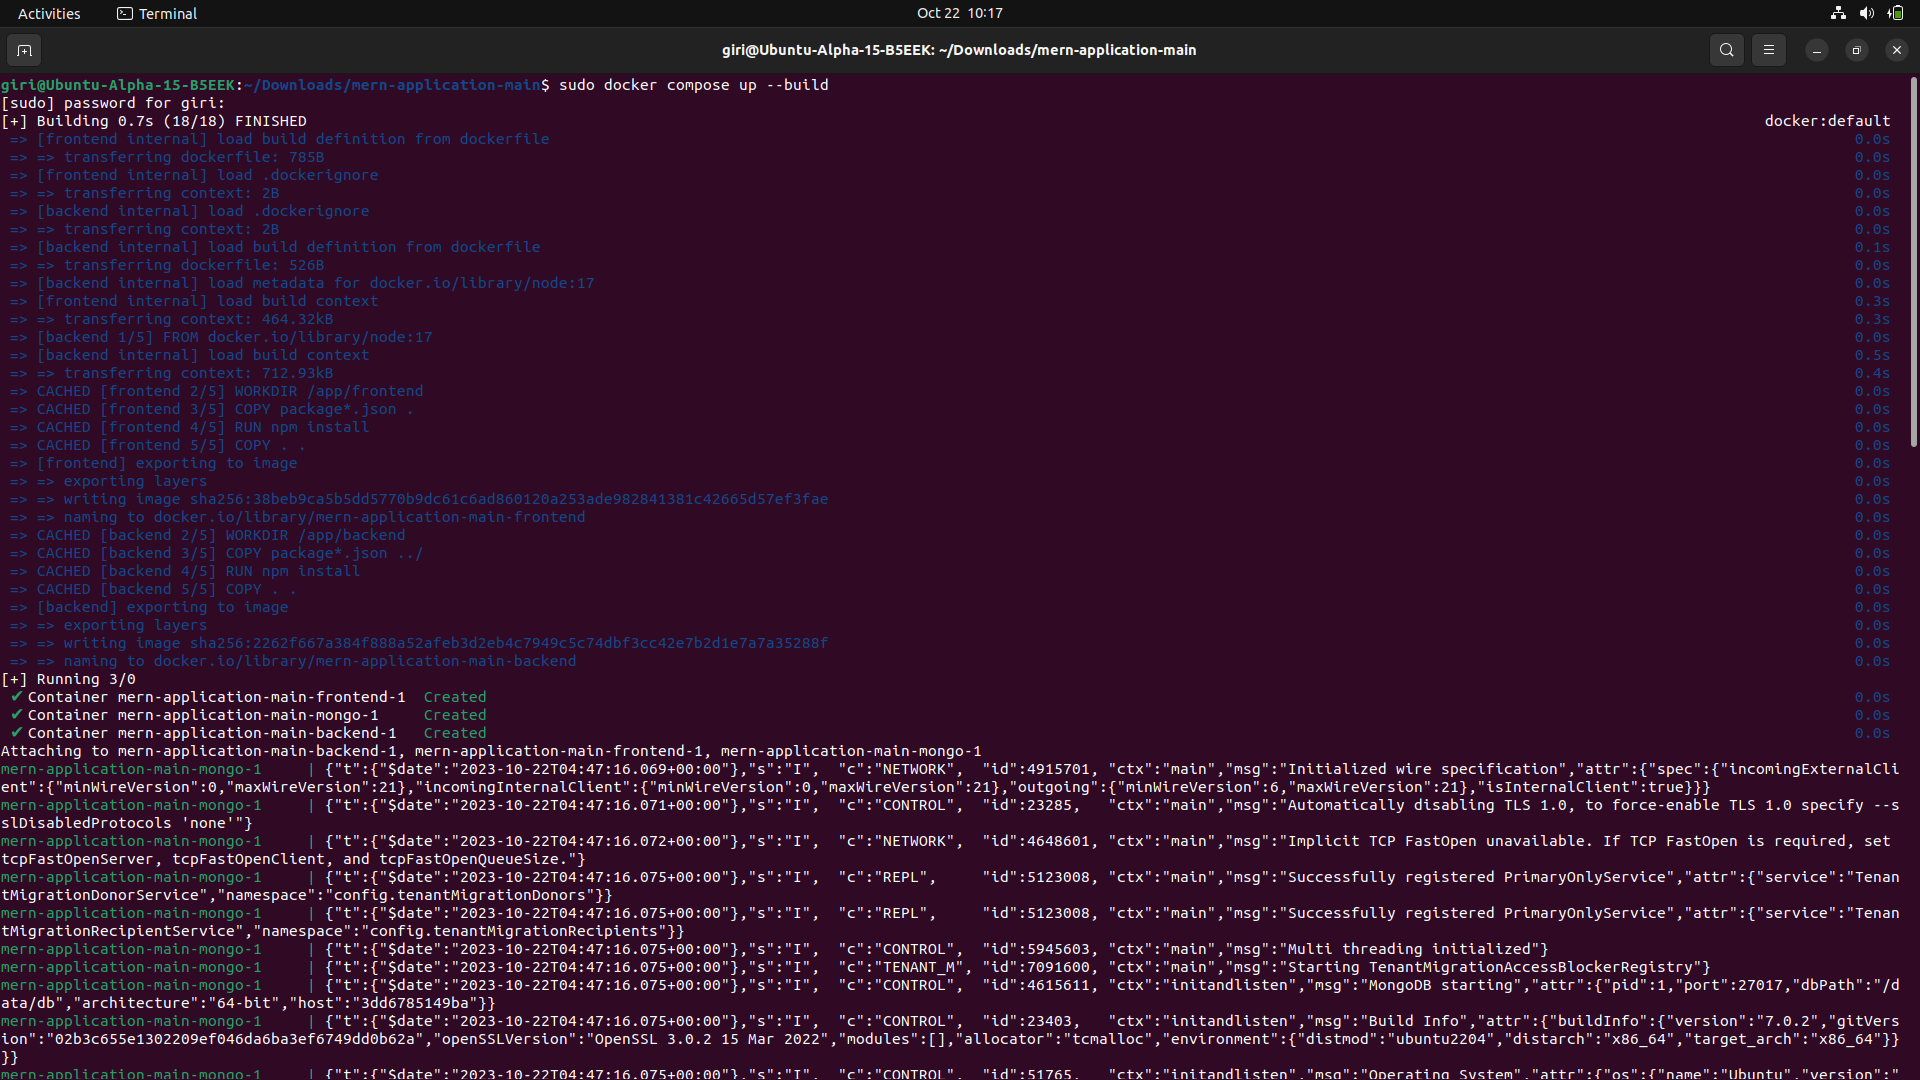 Activities Terminal Oct 22 10:17
giri@Ubuntu-Alpha-15-B5EEK: ~/Downloads/mern-application-main
giri@Ubuntu-Alpha-15-B5EEK:~/Downloads/mern-application-main$ sudo docker compose up --build
[sudo] password for giri:
[+] Building 0.7s (18/18) FINISHED docker:default
=> [frontend internal] load build definition from dockerfile 0.0s
=> => transferring dockerfile: 785B 0.0s
=> [frontend internal] load .dockerignore 0.0s
=> => transferring context: 2B 0.0s
=> [backend internal] load .dockerignore 0.0s
=> => transferring context: 2B 0.0s
=> [backend internal] load build definition from dockerfile 0.1s
=> => transferring dockerfile: 526B 0.0s
=> [backend internal] load metadata for docker.io/library/node:17 0.0s
=> [frontend internal] load build context 0.3s
=> => transferring context: 464.32kB 0.3s
=> [backend 1/5] FROM docker.io/library/node:17 0.0s
=> [backend internal] load build context 0.5s
=> => transferring context: 712.93kB 0.4s
=> CACHED [frontend 2/5] WORKDIR /app/frontend 0.0s
=> CACHED [frontend 3/5] COPY package*.json . 0.0s
=> CACHED [frontend 4/5] RUN npm install 0.0s
=> CACHED [frontend 5/5] COPY . . 0.0s
=> [frontend] exporting to image 0.0s
=> => exporting layers 0.0s
=> => writing image sha256:38beb9ca5b5dd5770b9dc61c6ad860120a253ade982841381c42665d57ef3fae 0.0s
=> => naming to docker.io/library/mern-application-main-frontend 0.0s
=> CACHED [backend 2/5] WORKDIR /app/backend 0.0s
=> CACHED [backend 3/5] COPY package*.json ../ 0.0s
=> CACHED [backend 4/5] RUN npm install 0.0s
=> CACHED [backend 5/5] COPY . . 0.0s
=> [backend] exporting to image 0.0s
=> => exporting layers 0.0s
=> => writing image sha256:2262f667a384f888a52afeb3d2eb4c7949c5c74dbf3cc42e7b2d1e7a7a35288f 0.0s
=> => naming to docker.io/library/mern-application-main-backend 0.0s
[+] Running 3/0
✔ Container mern-application-main-frontend-1 Created 0.0s
✔ Container mern-application-main-mongo-1 Created 0.0s
✔ Container mern-application-main-backend-1 Created 0.0s
Attaching to mern-application-main-backend-1, mern-application-main-frontend-1, mern-application-main-mongo-1
mern-application-main-mongo-1 | {"t":{"$date":"2023-10-22T04:47:16.069+00:00"},"s":"I", "c":"NETWORK", "id":4915701, "ctx":"main","msg":"Initialized wire specification","attr":{"spec":{"incomingExternalCli
ent":{"minWireVersion":0,"maxWireVersion":21},"incomingInternalClient":{"minWireVersion":0,"maxWireVersion":21},"outgoing":{"minWireVersion":6,"maxWireVersion":21},"isInternalClient":true}}}
mern-application-main-mongo-1 | {"t":{"$date":"2023-10-22T04:47:16.071+00:00"},"s":"I", "c":"CONTROL", "id":23285, "ctx":"main","msg":"Automatically disabling TLS 1.0, to force-enable TLS 1.0 specify --s
slDisabledProtocols 'none'"}
mern-application-main-mongo-1 | {"t":{"$date":"2023-10-22T04:47:16.072+00:00"},"s":"I", "c":"NETWORK", "id":4648601, "ctx":"main","msg":"Implicit TCP FastOpen unavailable. If TCP FastOpen is required, set
tcpFastOpenServer, tcpFastOpenClient, and tcpFastOpenQueueSize."}
mern-application-main-mongo-1 | {"t":{"$date":"2023-10-22T04:47:16.075+00:00"},"s":"I", "c":"REPL", "id":5123008, "ctx":"main","msg":"Successfully registered PrimaryOnlyService","attr":{"service":"Tenan
tMigrationDonorService","namespace":"config.tenantMigrationDonors"}}
mern-application-main-mongo-1 | {"t":{"$date":"2023-10-22T04:47:16.075+00:00"},"s":"I", "c":"REPL", "id":5123008, "ctx":"main","msg":"Successfully registered PrimaryOnlyService","attr":{"service":"Tenan
tMigrationRecipientService","namespace":"config.tenantMigrationRecipients"}}
mern-application-main-mongo-1 | {"t":{"$date":"2023-10-22T04:47:16.075+00:00"},"s":"I", "c":"CONTROL", "id":5945603, "ctx":"main","msg":"Multi threading initialized"}
mern-application-main-mongo-1 | {"t":{"$date":"2023-10-22T04:47:16.075+00:00"},"s":"I", "c":"TENANT_M", "id":7091600, "ctx":"main","msg":"Starting TenantMigrationAccessBlockerRegistry"}
mern-application-main-mongo-1 | {"t":{"$date":"2023-10-22T04:47:16.075+00:00"},"s":"I", "c":"CONTROL", "id":4615611, "ctx":"initandlisten","msg":"MongoDB starting","attr":{"pid":1,"port":27017,"dbPath":"/d
ata/db","architecture":"64-bit","host":"3dd6785149ba"}}
mern-application-main-mongo-1 | {"t":{"$date":"2023-10-22T04:47:16.075+00:00"},"s":"I", "c":"CONTROL", "id":23403, "ctx":"initandlisten","msg":"Build Info","attr":{"buildInfo":{"version":"7.0.2","gitVers
ion":"02b3c655e1302209ef046da6ba3ef6749dd0b62a","openSSLVersion":"OpenSSL 3.0.2 15 Mar 2022","modules":[],"allocator":"tcmalloc","environment":{"distmod":"ubuntu2204","distarch":"x86_64","target_arch":"x86_64"}}
}}
mern-application-main-mongo-1 | {"t":{"$date":"2023-10-22T04:47:16.075+00:00"},"s":"I", "c":"CONTROL", "id":51765, "ctx":"initandlisten","msg":"Operating System","attr":{"os":{"name":"Ubuntu","version":"